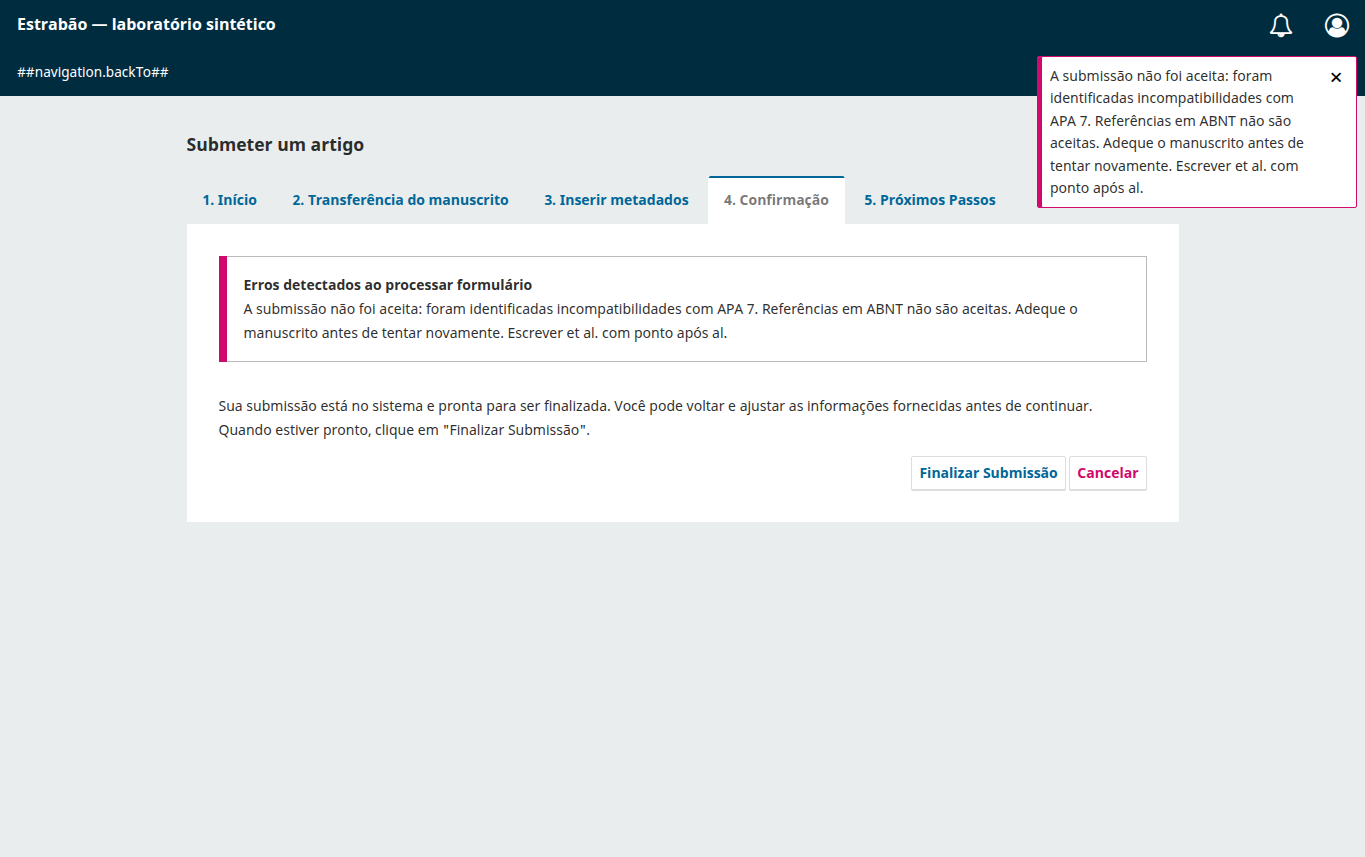 Estrabão — laboratório sintético
##navigation.backTo##
A submissão não foi aceita: foram
identificadas incompatibilidades com
APA 7. Referências em ABNT não são
aceitas. Adeque o manuscrito antes de
tentar novamente. Escrever et al. com
ponto após al.
Submeter um artigo
1. Início 2. Transferência do manuscrito 3. Inserir metadados 4. Confirmação 5. Próximos Passos
Erros detectados ao processar formulário
A submissão não foi aceita: foram identificadas incompatibilidades com APA 7. Referências em ABNT não são aceitas. Adeque o
manuscrito antes de tentar novamente. Escrever et al. com ponto após al.
Sua submissão está no sistema e pronta para ser finalizada. Você pode voltar e ajustar as informações fornecidas antes de continuar.
Quando estiver pronto, clique em "Finalizar Submissão".
Finalizar Submissão Cancelar